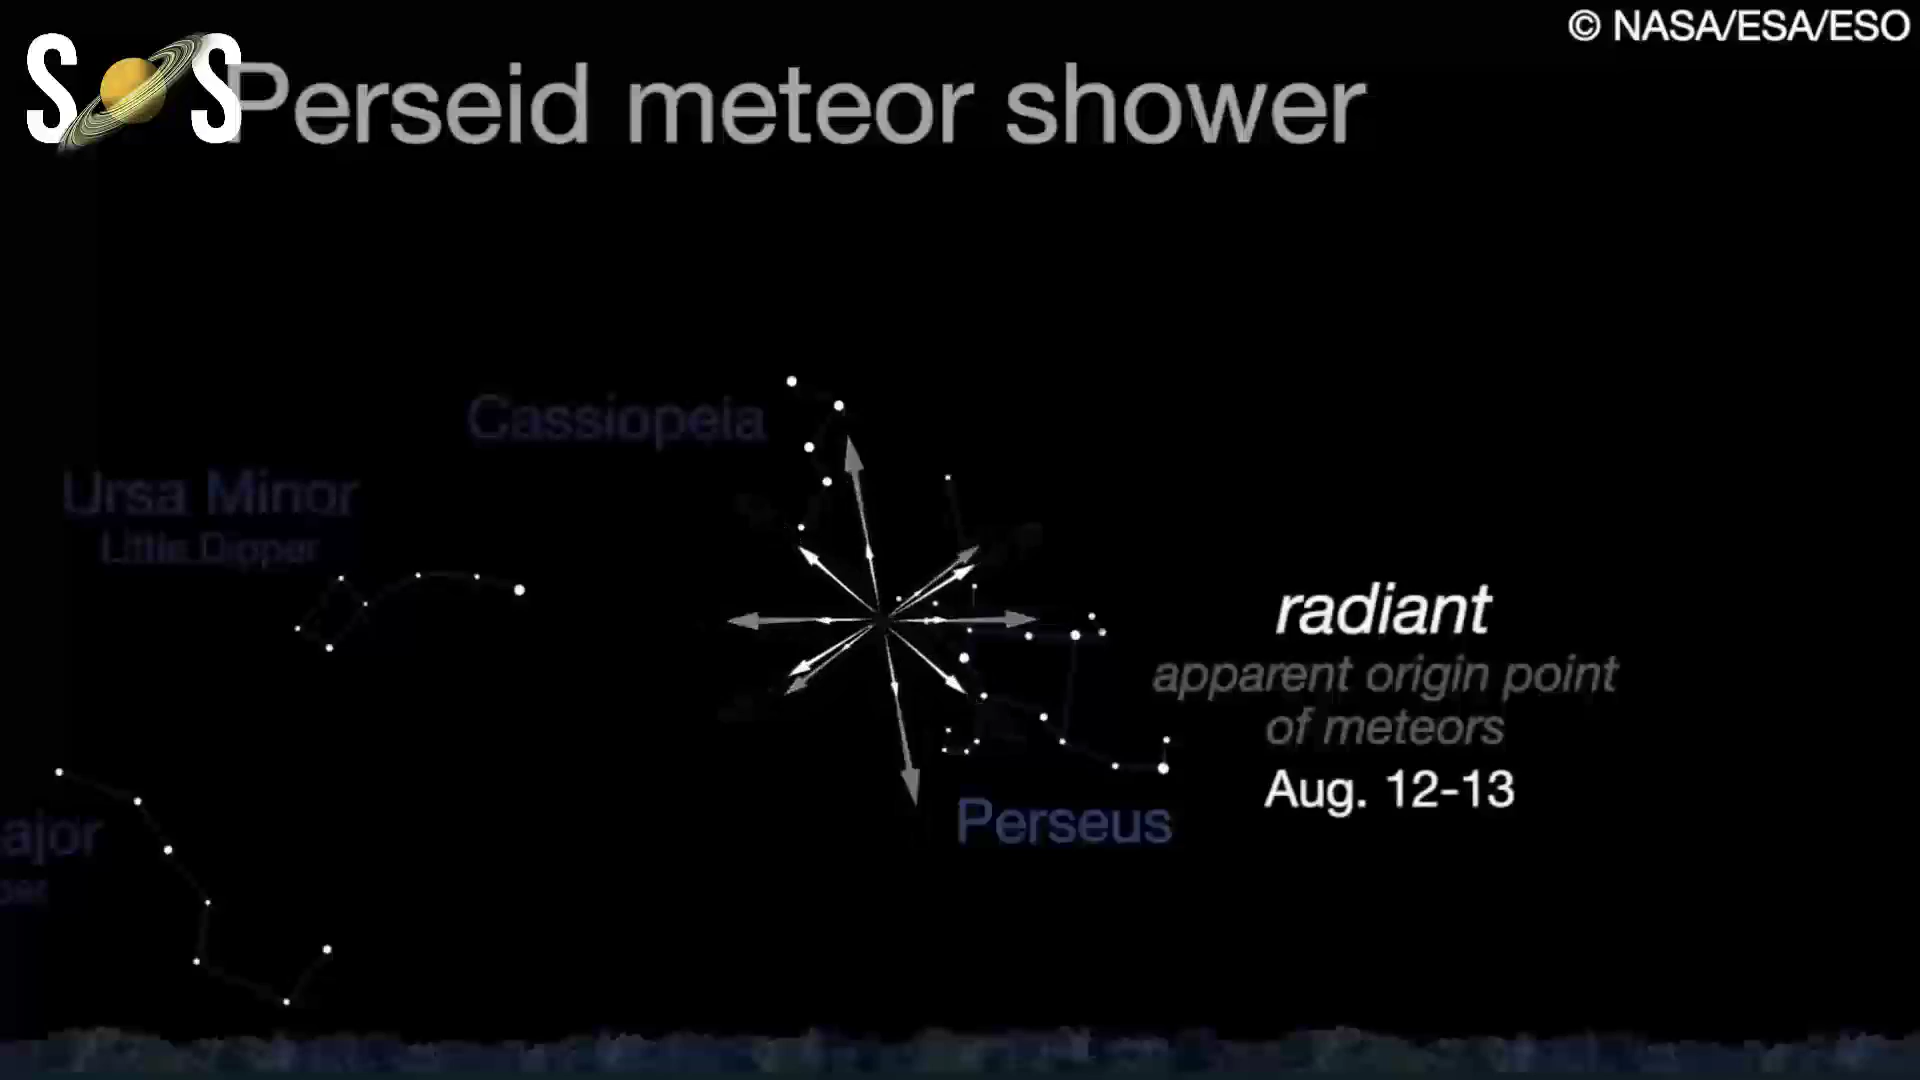 © NASA/ESA/ESO
SOS
Perseid meteor shower
Cassiopeia
Ursa Minor
Little Dipper
radiant
apparent origin point
of meteors
Aug. 12-13
Perseus
ajor
per